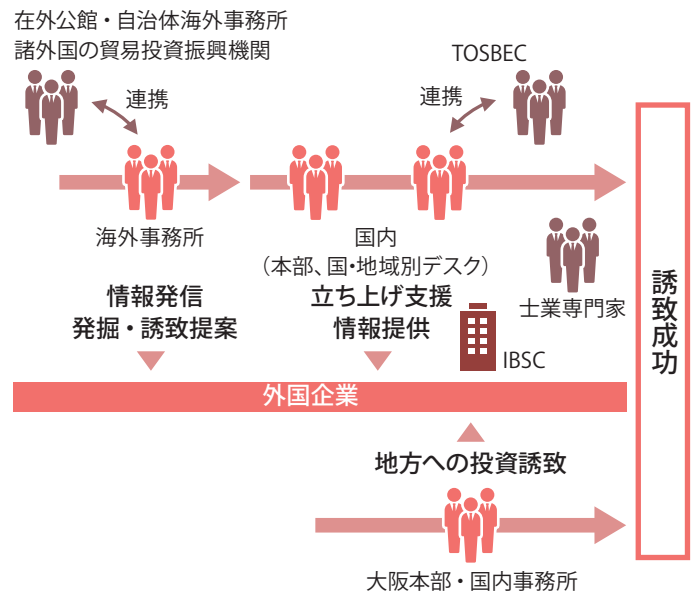 在外公館・自治体海外事務所
諸外国の貿易投資振興機関
連携
TOSBEC
連携
海外事務所
国内
（本部、国・地域別デスク）
情報発信
発掘・誘致提案
立ち上げ支援
情報提供
士業専門家
IBSC
外国企業
誘致成功
地方への投資誘致
大阪本部・国内事務所